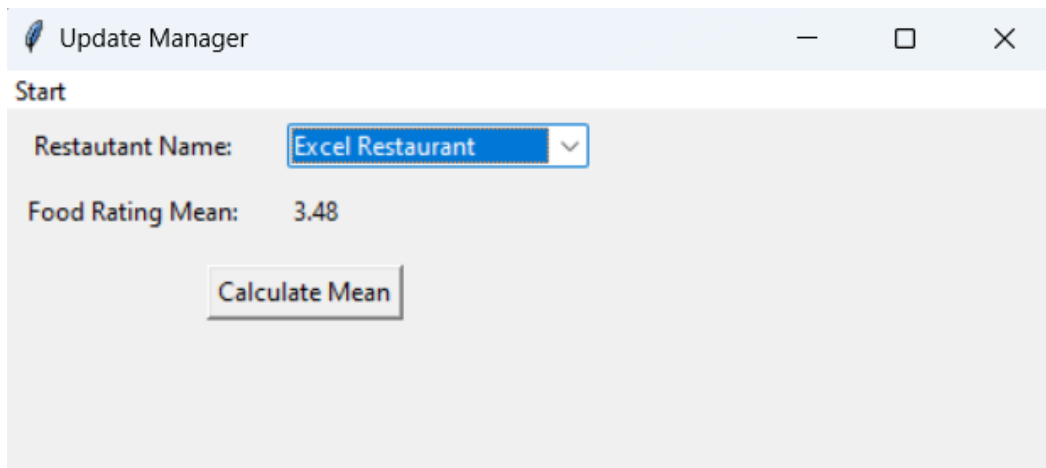 Update Manager
Start
Restautant Name: Excel Restaurant
Food Rating Mean: 3.48
Calculate Mean